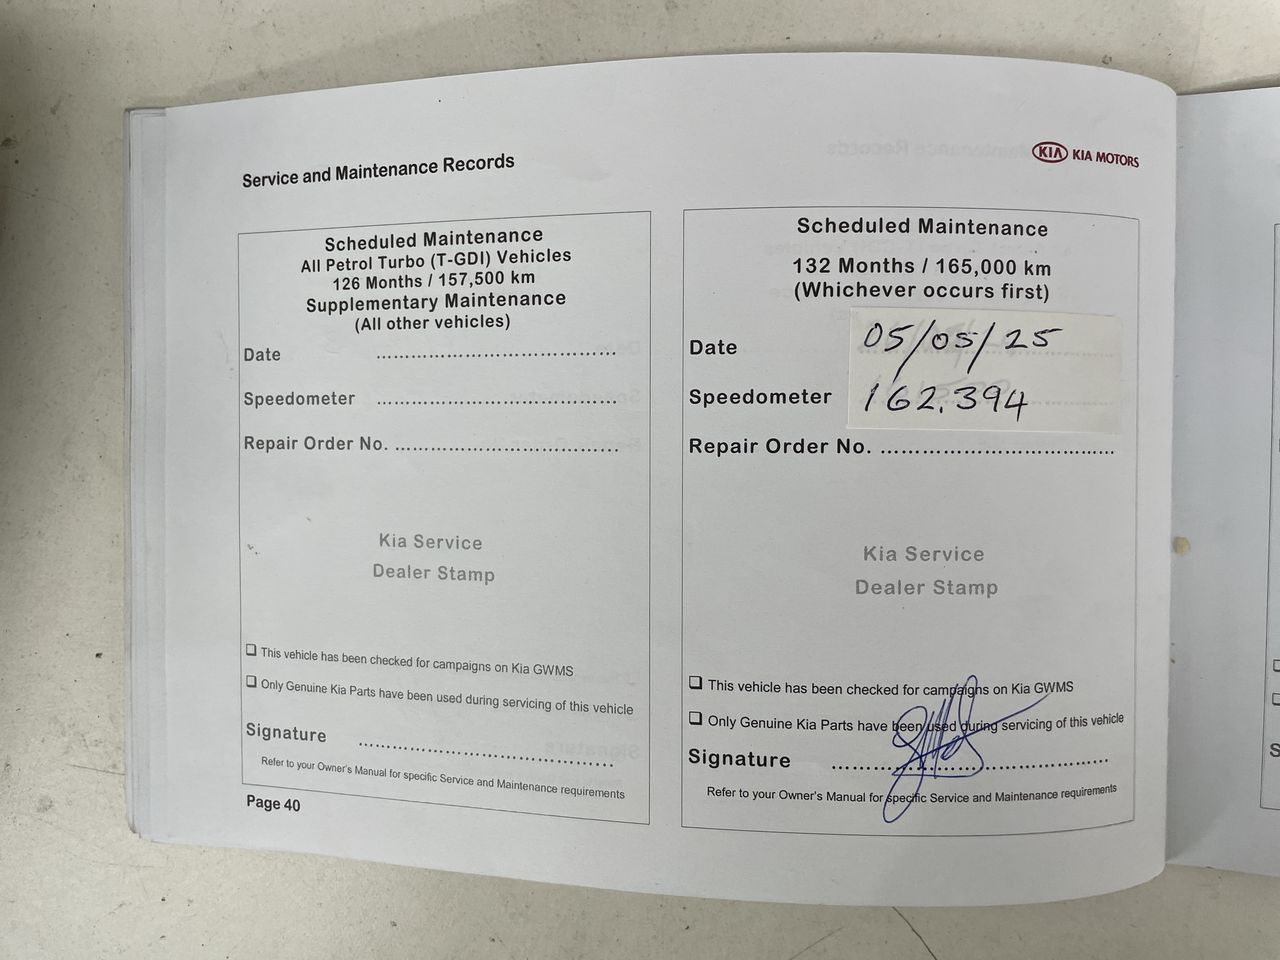 Service and Maintenance Records
KIA KIA MOTORS
Scheduled Maintenance
All Petrol Turbo (T-GDI) Vehicles
126 Months / 157,500 km
Supplementary Maintenance
(All other vehicles)
Date ....................................
Speedometer ....................................
Repair Order No. ....................................
Kia Service
Dealer Stamp
❑ This vehicle has been checked for campaigns on Kia GWMS
❑ Only Genuine Kia Parts have been used during servicing of this vehicle
Signature ....................................
Refer to your Owner's Manual for specific Service and Maintenance requirements
Page 40
Scheduled Maintenance
132 Months / 165,000 km
(Whichever occurs first)
Date 05/05/25
Speedometer 162.394
Repair Order No. ....................................
Kia Service
Dealer Stamp
❑ This vehicle has been checked for campaigns on Kia GWMS
❑ Only Genuine Kia Parts have been used during servicing of this vehicle
Signature ....................................
Refer to your Owner's Manual for specific Service and Maintenance requirements